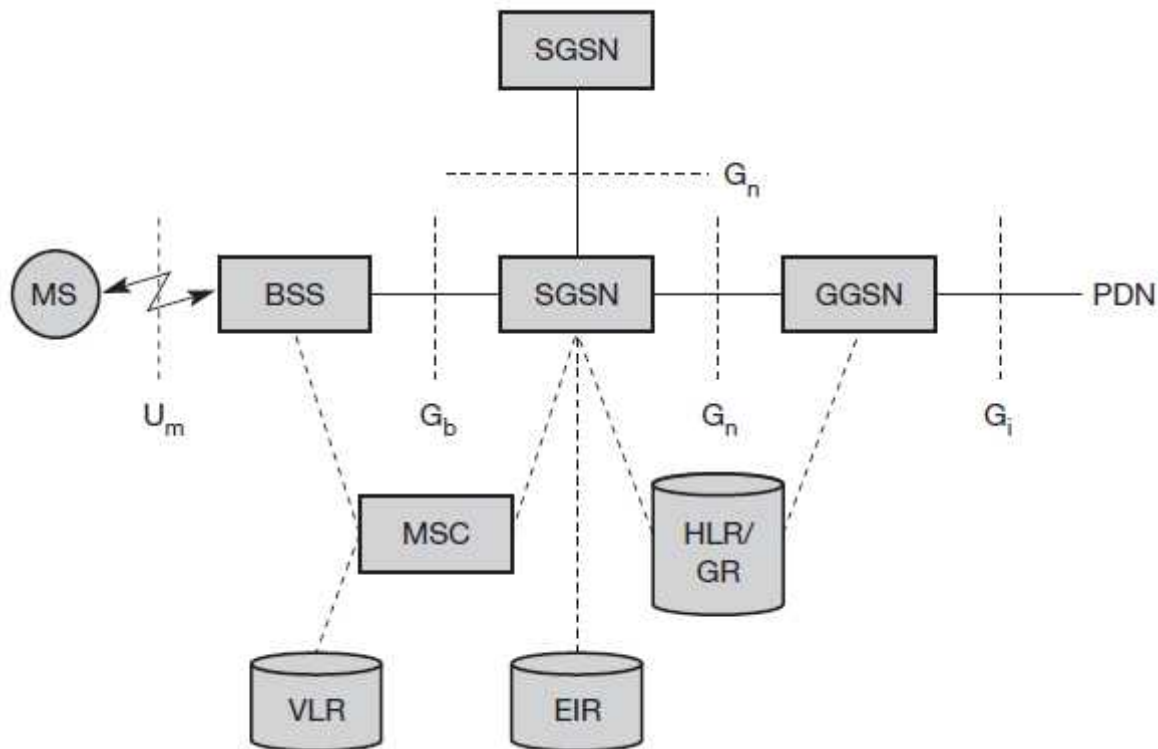 SGSN
Gn
MS
BSS
SGSN
GGSN
PDN
Um
Gb
Gn
Gi
MSC
HLR/
GR
VLR
EIR